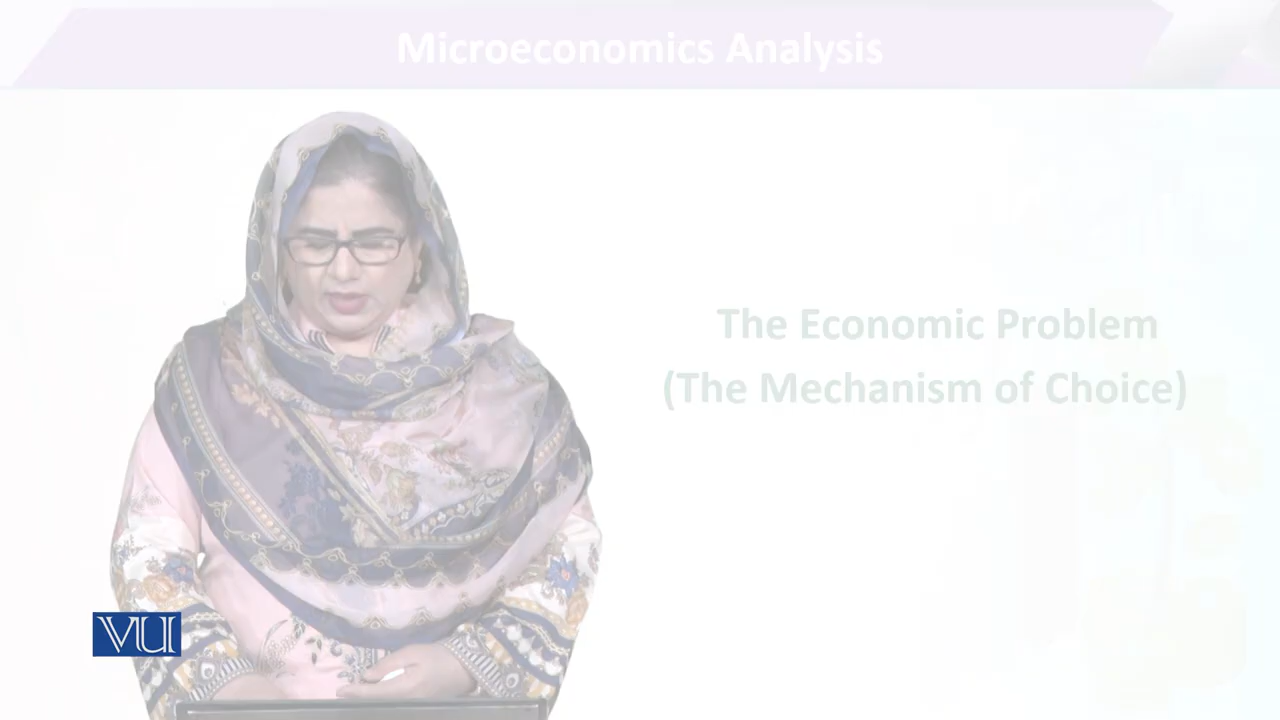 Microeconomics Analysis
The Economic Problem
(The Mechanism of Choice)
VU